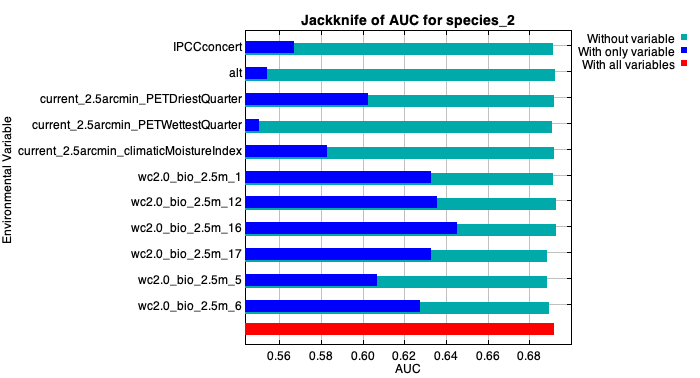 Jackknife of AUC for species_2
Without variable
With only variable
With all variables
Environmental Variable
IPCCconcert
alt
current_2.5arcmin_PETDriestQuarter
current_2.5arcmin_PETWettestQuarter
current_2.5arcmin_climaticMoistureIndex
wc2.0_bio_2.5m_1
wc2.0_bio_2.5m_12
wc2.0_bio_2.5m_16
wc2.0_bio_2.5m_17
wc2.0_bio_2.5m_5
wc2.0_bio_2.5m_6
0.56 0.58 0.60 0.62 0.64 0.66 0.68
AUC